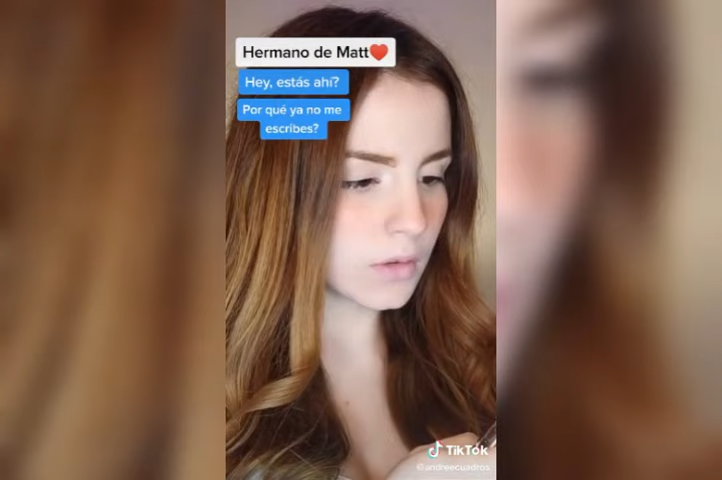 Hermano de Matt❤️
Hey, estás ahí?
Por qué ya no me
escribes?
TikTok
@andreecuadros